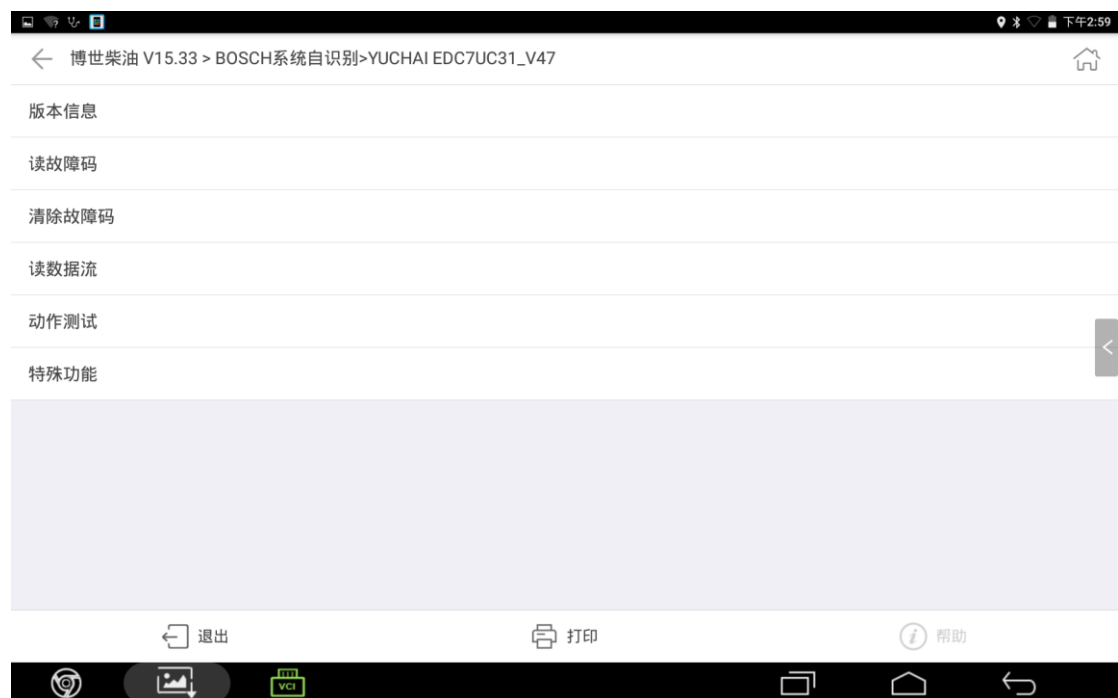 下午2:59
博世柴油 V15.33 > BOSCH系统自识别>YUCHAI EDC7UC31_V47
版本信息
读故障码
清除故障码
读数据流
动作测试
特殊功能
退出
打印
帮助
VCI